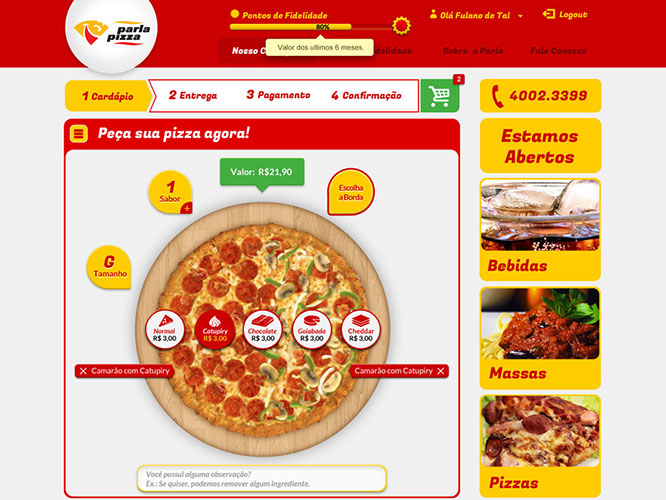 parla
pizza
Pontos de Fidelidade
80%
Valor dos ultimos 6 meses.
Olá Fulano de Tal
Logout
Nosso C
Sobre a Parla
Fale Conosco
1 Cardápio
2 Entrega
3 Pagamento
4 Confirmação
2
4002.3399
Peça sua pizza agora!
Estamos
Abertos
Valor: R$21,90
1
Sabor
+
Escolha
a Borda
G
Tamanho
Bebidas
Normal
R$ 3,00
Catupiry
R$ 3,00
Chocolate
R$ 3,00
Goiabada
R$ 3,00
Cheddar
R$ 3,00
Camarão com Catupiry
Camarão com Catupiry
Massas
Você possui alguma observação?
Ex.: Se quiser, podemos remover algum ingrediente.
Pizzas